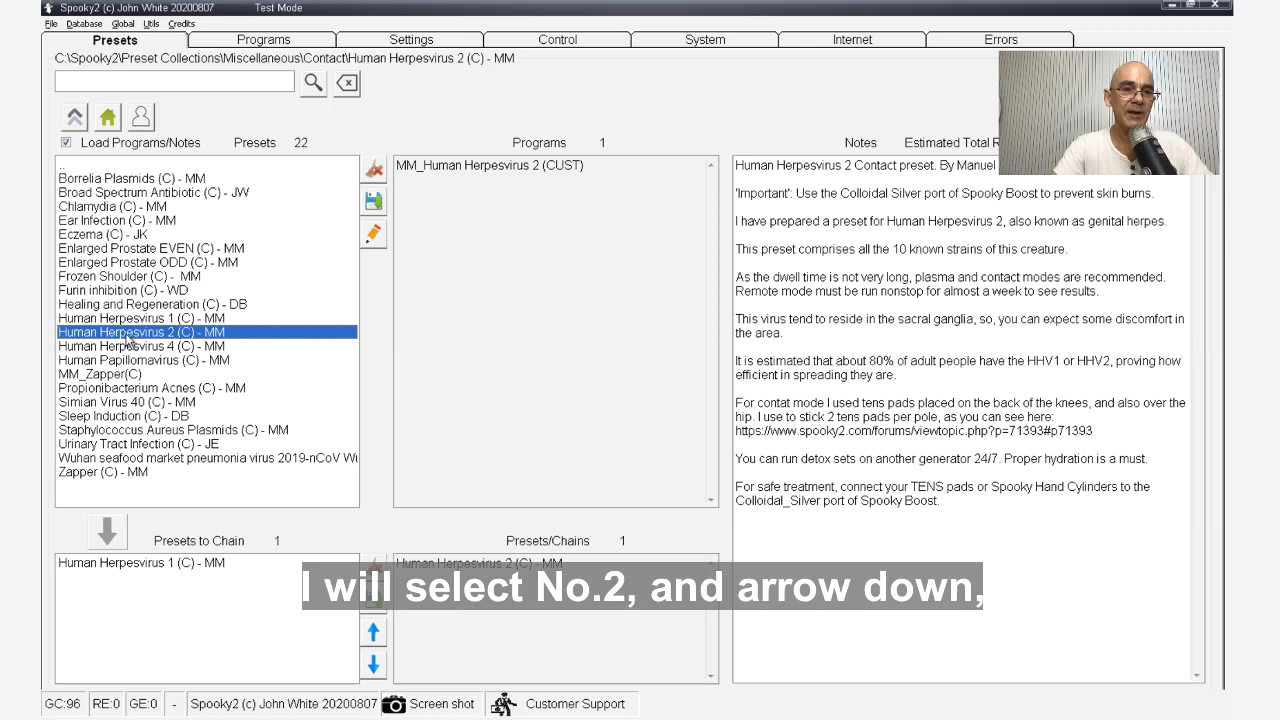 Spooky2 (c) John White 20200807 Test Mode
File Database Global Utils Credits
Presets Programs Settings Control System Internet Errors
C:\Spooky2\Preset Collections\Miscellaneous\Contact\Human Herpesvirus 2 (C) - MM
Load Programs/Notes Presets 22 Programs 1 Notes Estimated Total R
..
Borrelia Plasmids (C) - MM
Broad Spectrum Antibiotic (C) - JW
Chlamydia (C) - MM
Ear Infection (C) - MM
Eczema (C) - JK
Enlarged Prostate EVEN (C) - MM
Enlarged Prostate ODD (C) - MM
Frozen Shoulder (C) - MM
Furin inhibition (C) - WD
Healing and Regeneration (C) - DB
Human Herpesvirus 1 (C) - MM
Human Herpesvirus 2 (C) - MM
Human Herpesvirus 4 (C) - MM
Human Papillomavirus (C) - MM
MM_Zapper(C)
Propionibacterium Acnes (C) - MM
Simian Virus 40 (C) - MM
Sleep Induction (C) - DB
Staphylococcus Aureus Plasmids (C) - MM
Urinary Tract Infection (C) - JE
Wuhan seafood market pneumonia virus 2019-nCoV Wu
Zapper (C) - MM
MM_Human Herpesvirus 2 (CUST)
Human Herpesvirus 2 Contact preset. By Manuel
'Important': Use the Colloidal Silver port of Spooky Boost to prevent skin burns.
I have prepared a preset for Human Herpesvirus 2, also known as genital herpes.
This preset comprises all the 10 known strains of this creature.
As the dwell time is not very long, plasma and contact modes are recommended.
Remote mode must be run nonstop for almost a week to see results.
This virus tend to reside in the sacral ganglia, so, you can expect some discomfort in
the area.
It is estimated that about 80% of adult people have the HHV1 or HHV2, proving how
efficient in spreading they are.
For contat mode I used tens pads placed on the back of the knees, and also over the
hip. I use to stick 2 tens pads per pole, as you can see here:
https://www.spooky2.com/forums/viewtopic.php?p=71393#p71393
You can run detox sets on another generator 24/7. Proper hydration is a must.
For safe treatment, connect your TENS pads or Spooky Hand Cylinders to the
Colloidal_Silver port of Spooky Boost.
Presets to Chain 1 Presets/Chains 1
Human Herpesvirus 1 (C) - MM
Human Herpesvirus 2 (C) - MM
I will select No.2, and arrow down,
GC:96 RE:0 GE:0 - Spooky2 (c) John White 20200807 Screen shot Customer Support